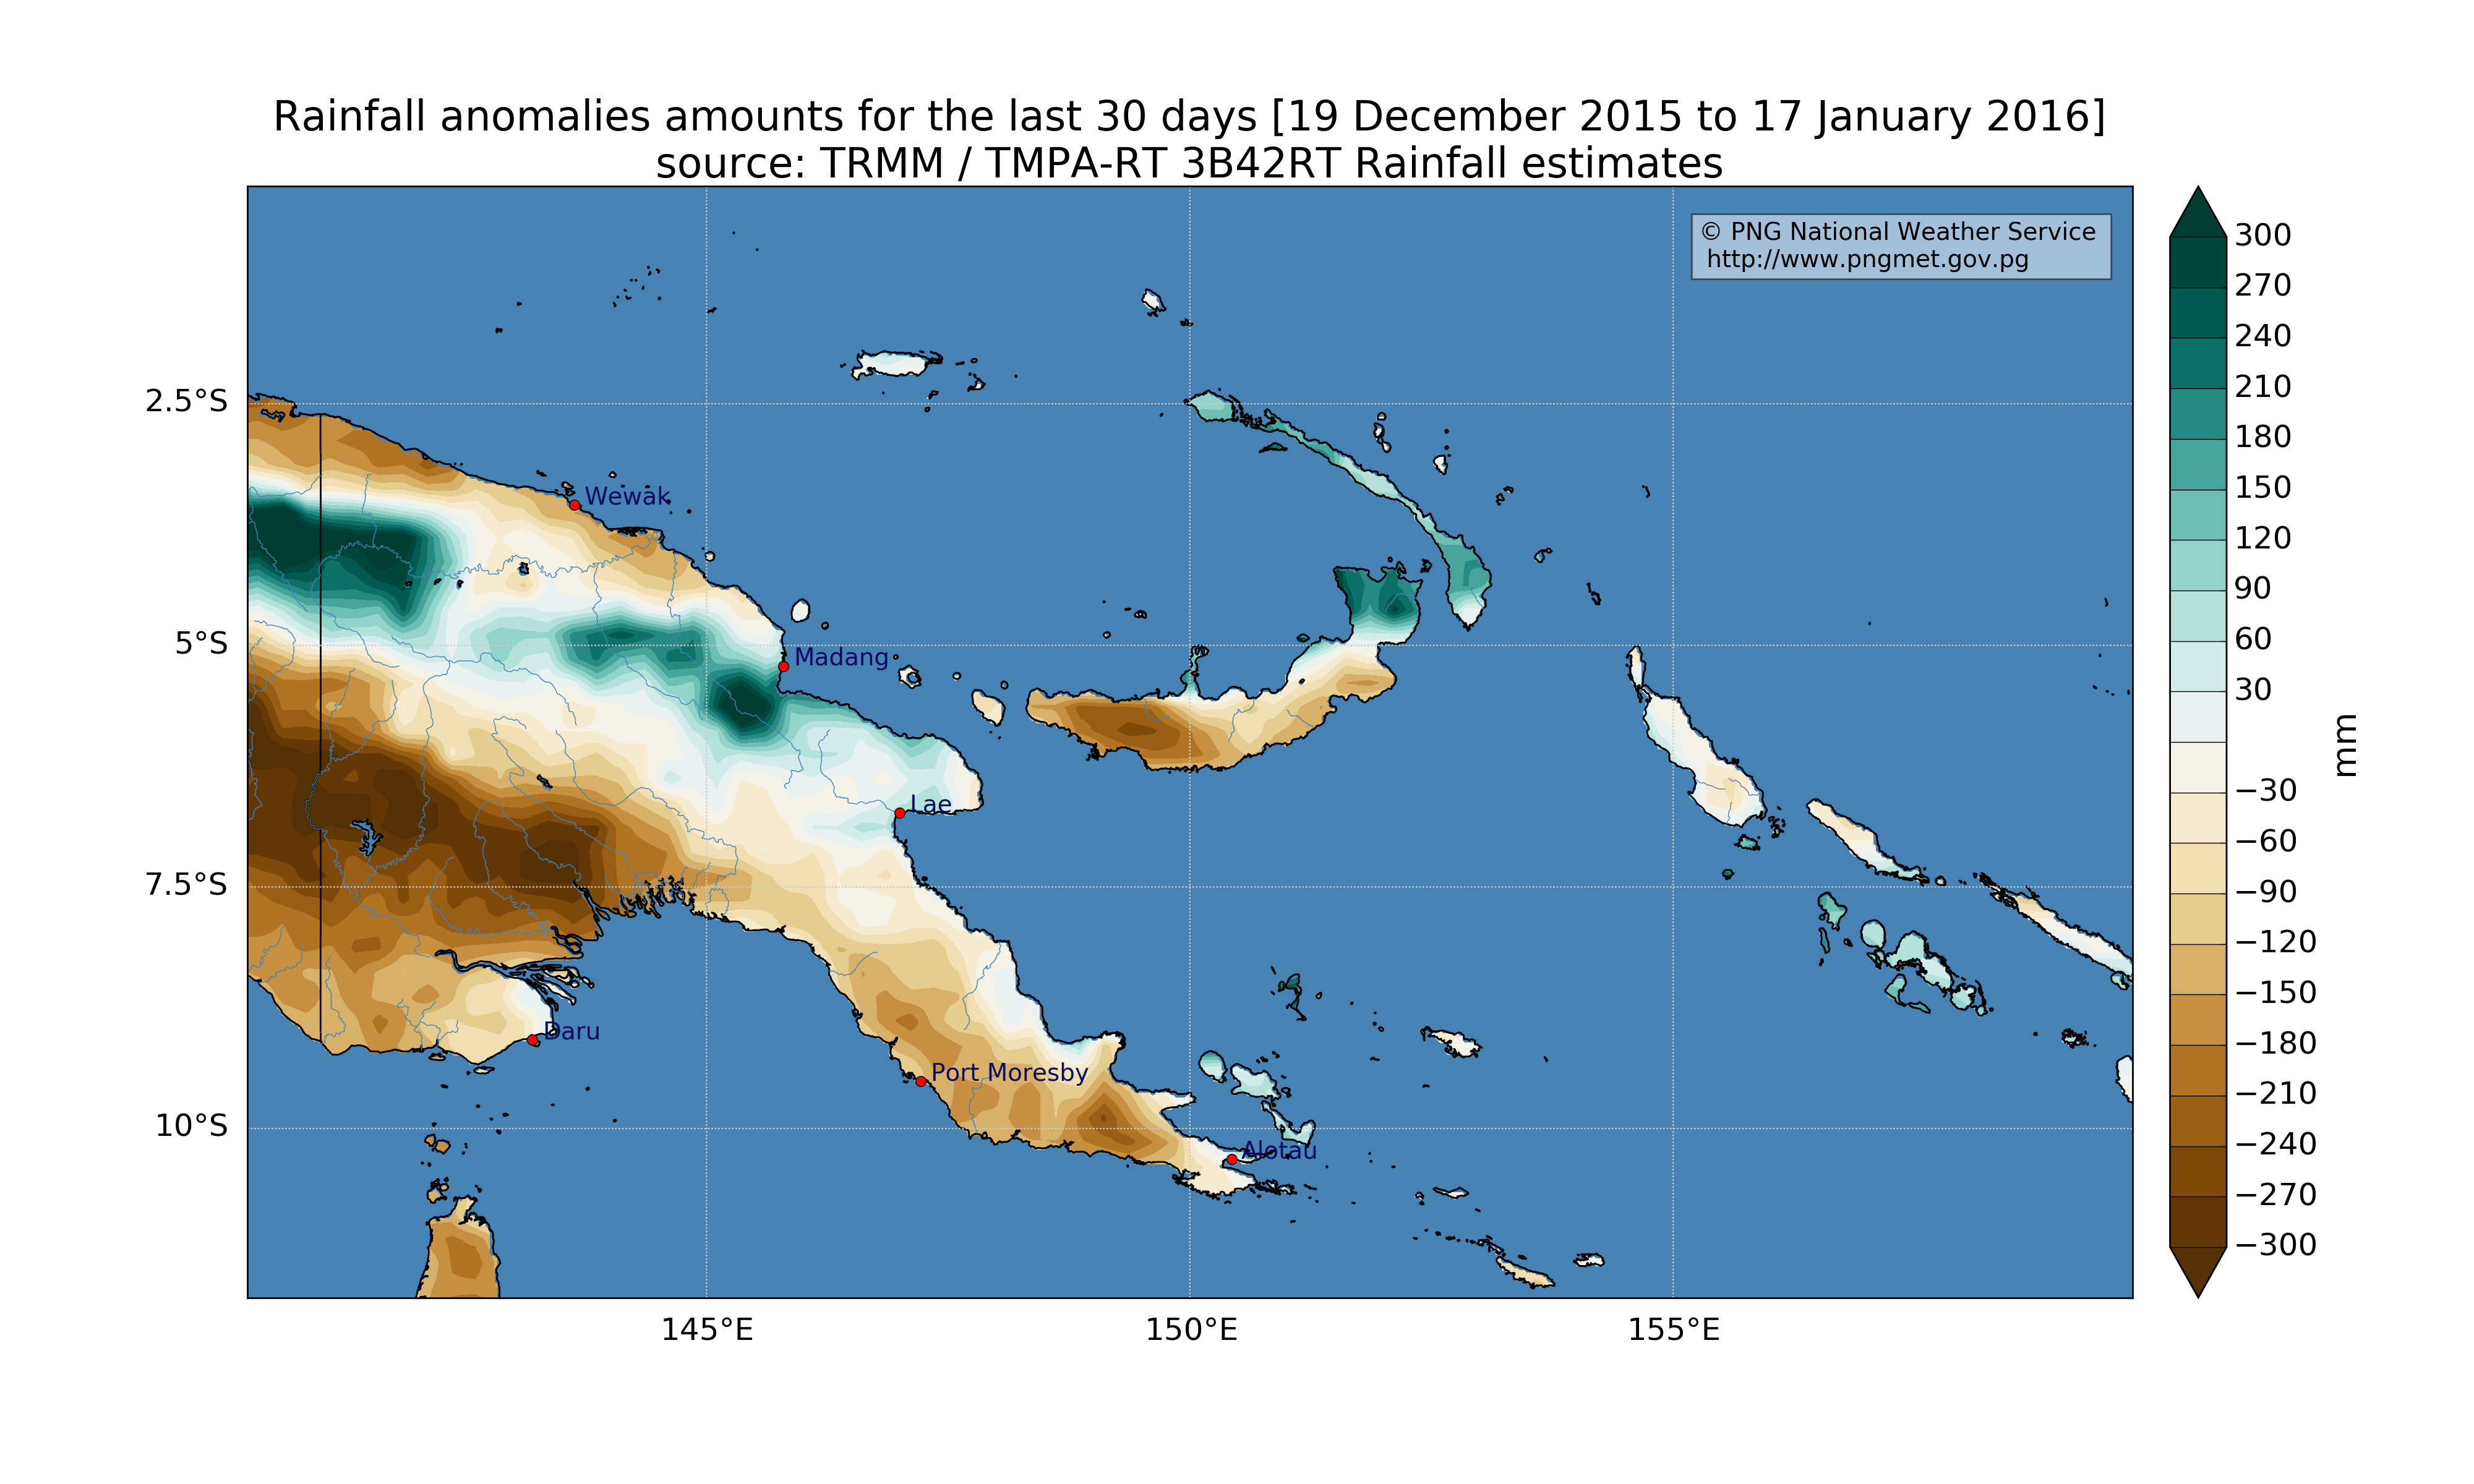 Rainfall anomalies amounts for the last 30 days [19 December 2015 to 17 January 2016]
source: TRMM / TMPA-RT 3B42RT Rainfall estimates
© PNG National Weather Service
http://www.pngmet.gov.pg
2.5°S
5°S
7.5°S
10°S
145°E
150°E
155°E
Wewak
Madang
Lae
Daru
Port Moresby
Alotau
300
270
240
210
180
150
120
90
60
30
−30
−60
−90
−120
−150
−180
−210
−240
−270
−300
mm